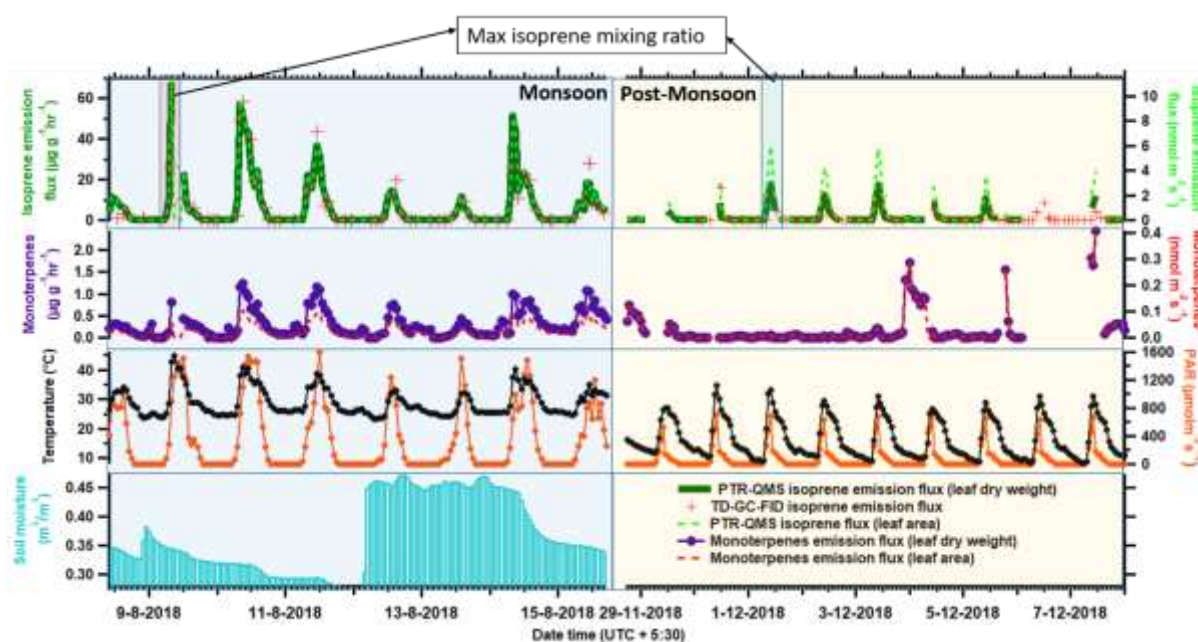 Max isoprene mixing ratio
Monsoon
Post-Monsoon
Isoprene emission
flux (µg g⁻¹hr⁻¹)
60
40
20
0
10
8
6
4
2
0
flux(nmol m⁻² s⁻¹)
Monoterpenes
(µg g⁻¹hr⁻¹)
2.0
1.5
1.0
0.5
0.0
0.4
0.3
0.2
0.1
0.0
(nmol m⁻² s⁻¹)
Temperature (°C)
40
30
20
10
1600
1200
800
400
0
Soil moisture
(m³/m³)
0.45
0.40
0.35
0.30
PTR-QMS isoprene emission flux (leaf dry weight)
TD-GC-FID isoprene emission flux
PTR-QMS isoprene flux (leaf area)
Monoterpenes emission flux (leaf dry weight)
Monoterpenes emission flux (leaf area)
9-8-2018
11-8-2018
13-8-2018
15-8-2018
29-11-2018
1-12-2018
3-12-2018
5-12-2018
7-12-2018
Date time (UTC + 5:30)